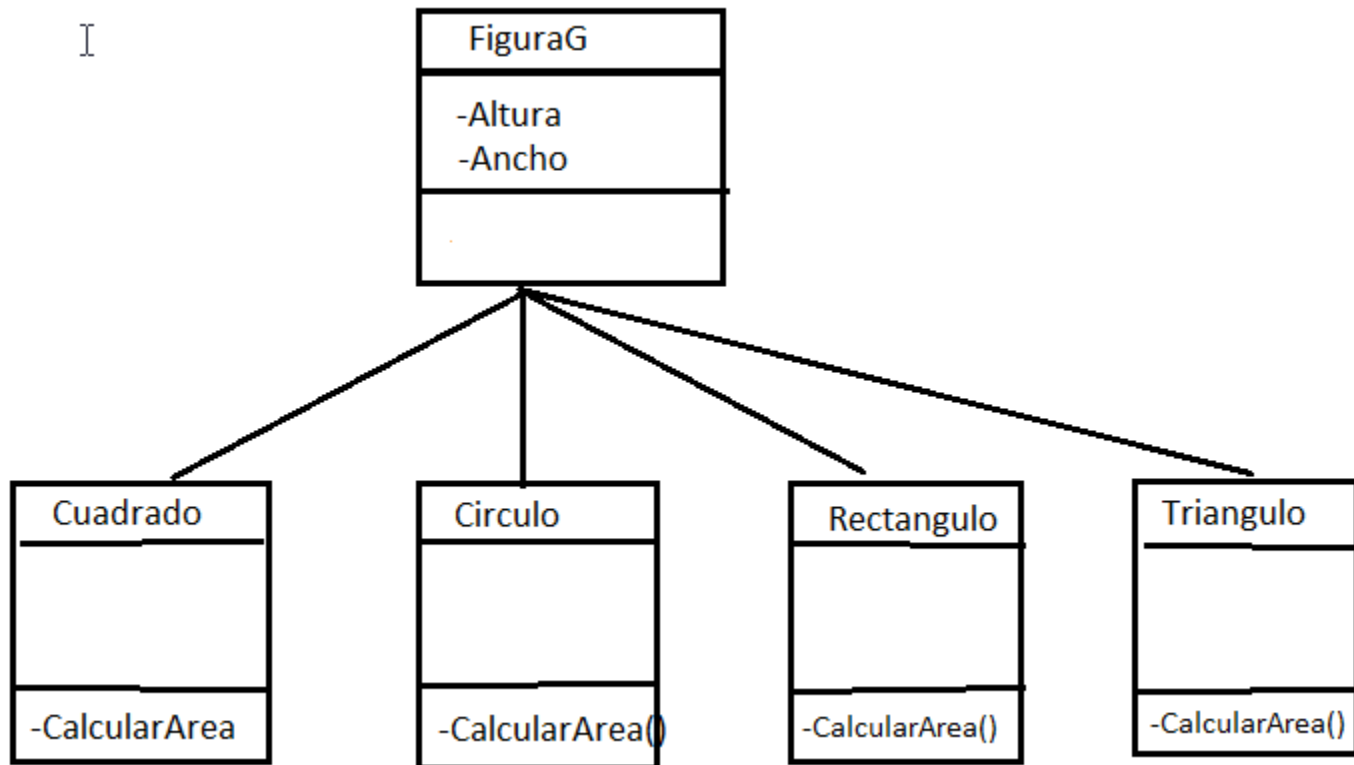 FiguraG
-Altura
-Ancho
Cuadrado
Circulo
Rectangulo
Triangulo
-CalcularArea
-CalcularArea()
-CalcularArea()
-CalcularArea()